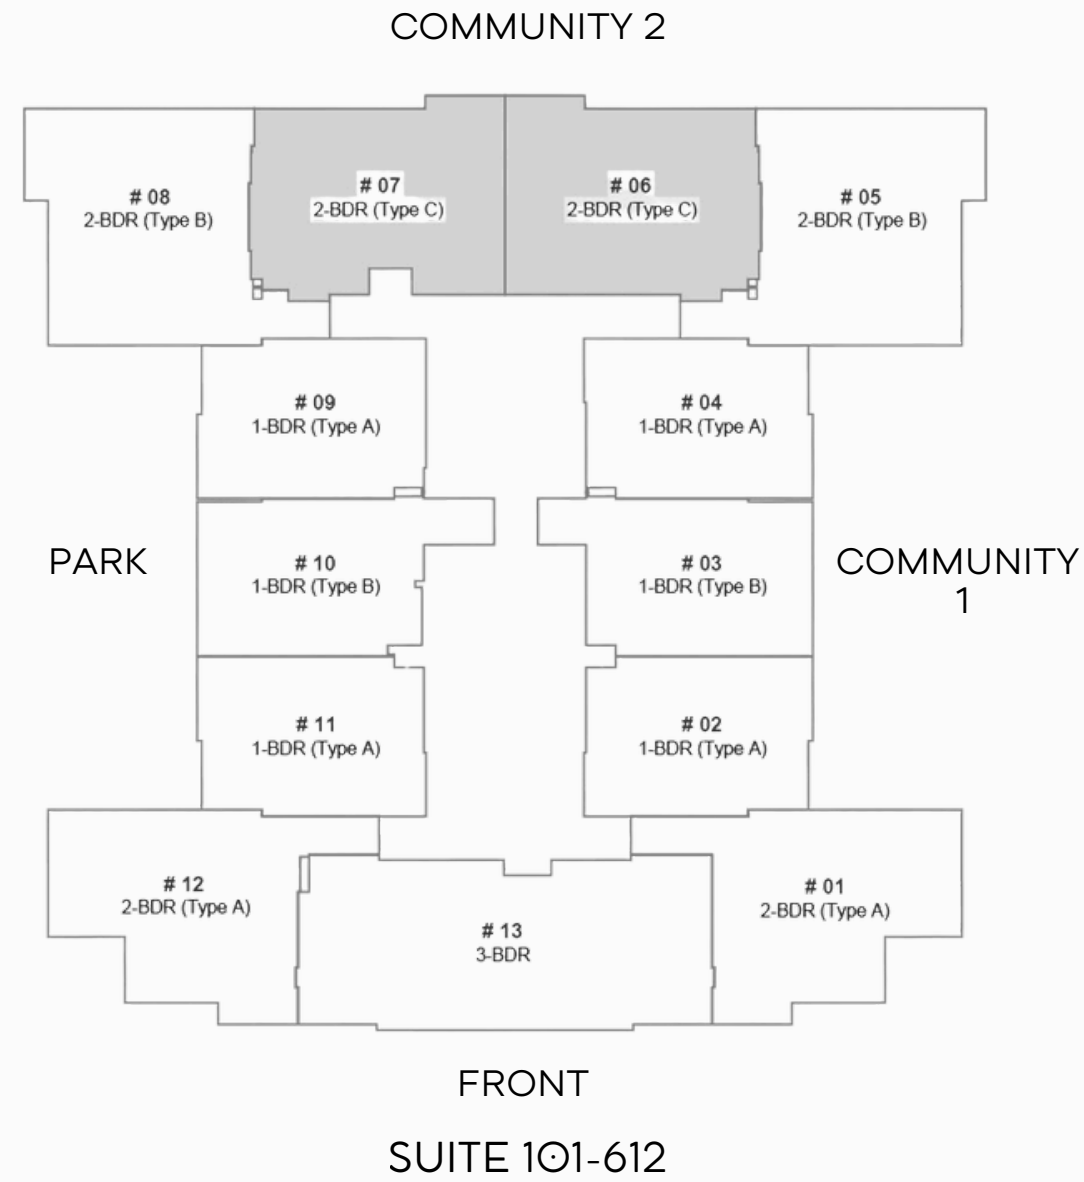 COMMUNITY 2
# 08
2-BDR (Type B)
# 07
2-BDR (Type C)
# 06
2-BDR (Type C)
# 05
2-BDR (Type B)
# 09
1-BDR (Type A)
# 04
1-BDR (Type A)
PARK
# 10
1-BDR (Type B)
# 03
1-BDR (Type B)
COMMUNITY
1
# 11
1-BDR (Type A)
# 02
1-BDR (Type A)
# 12
2-BDR (Type A)
# 13
3-BDR
# 01
2-BDR (Type A)
FRONT
SUITE 101-612